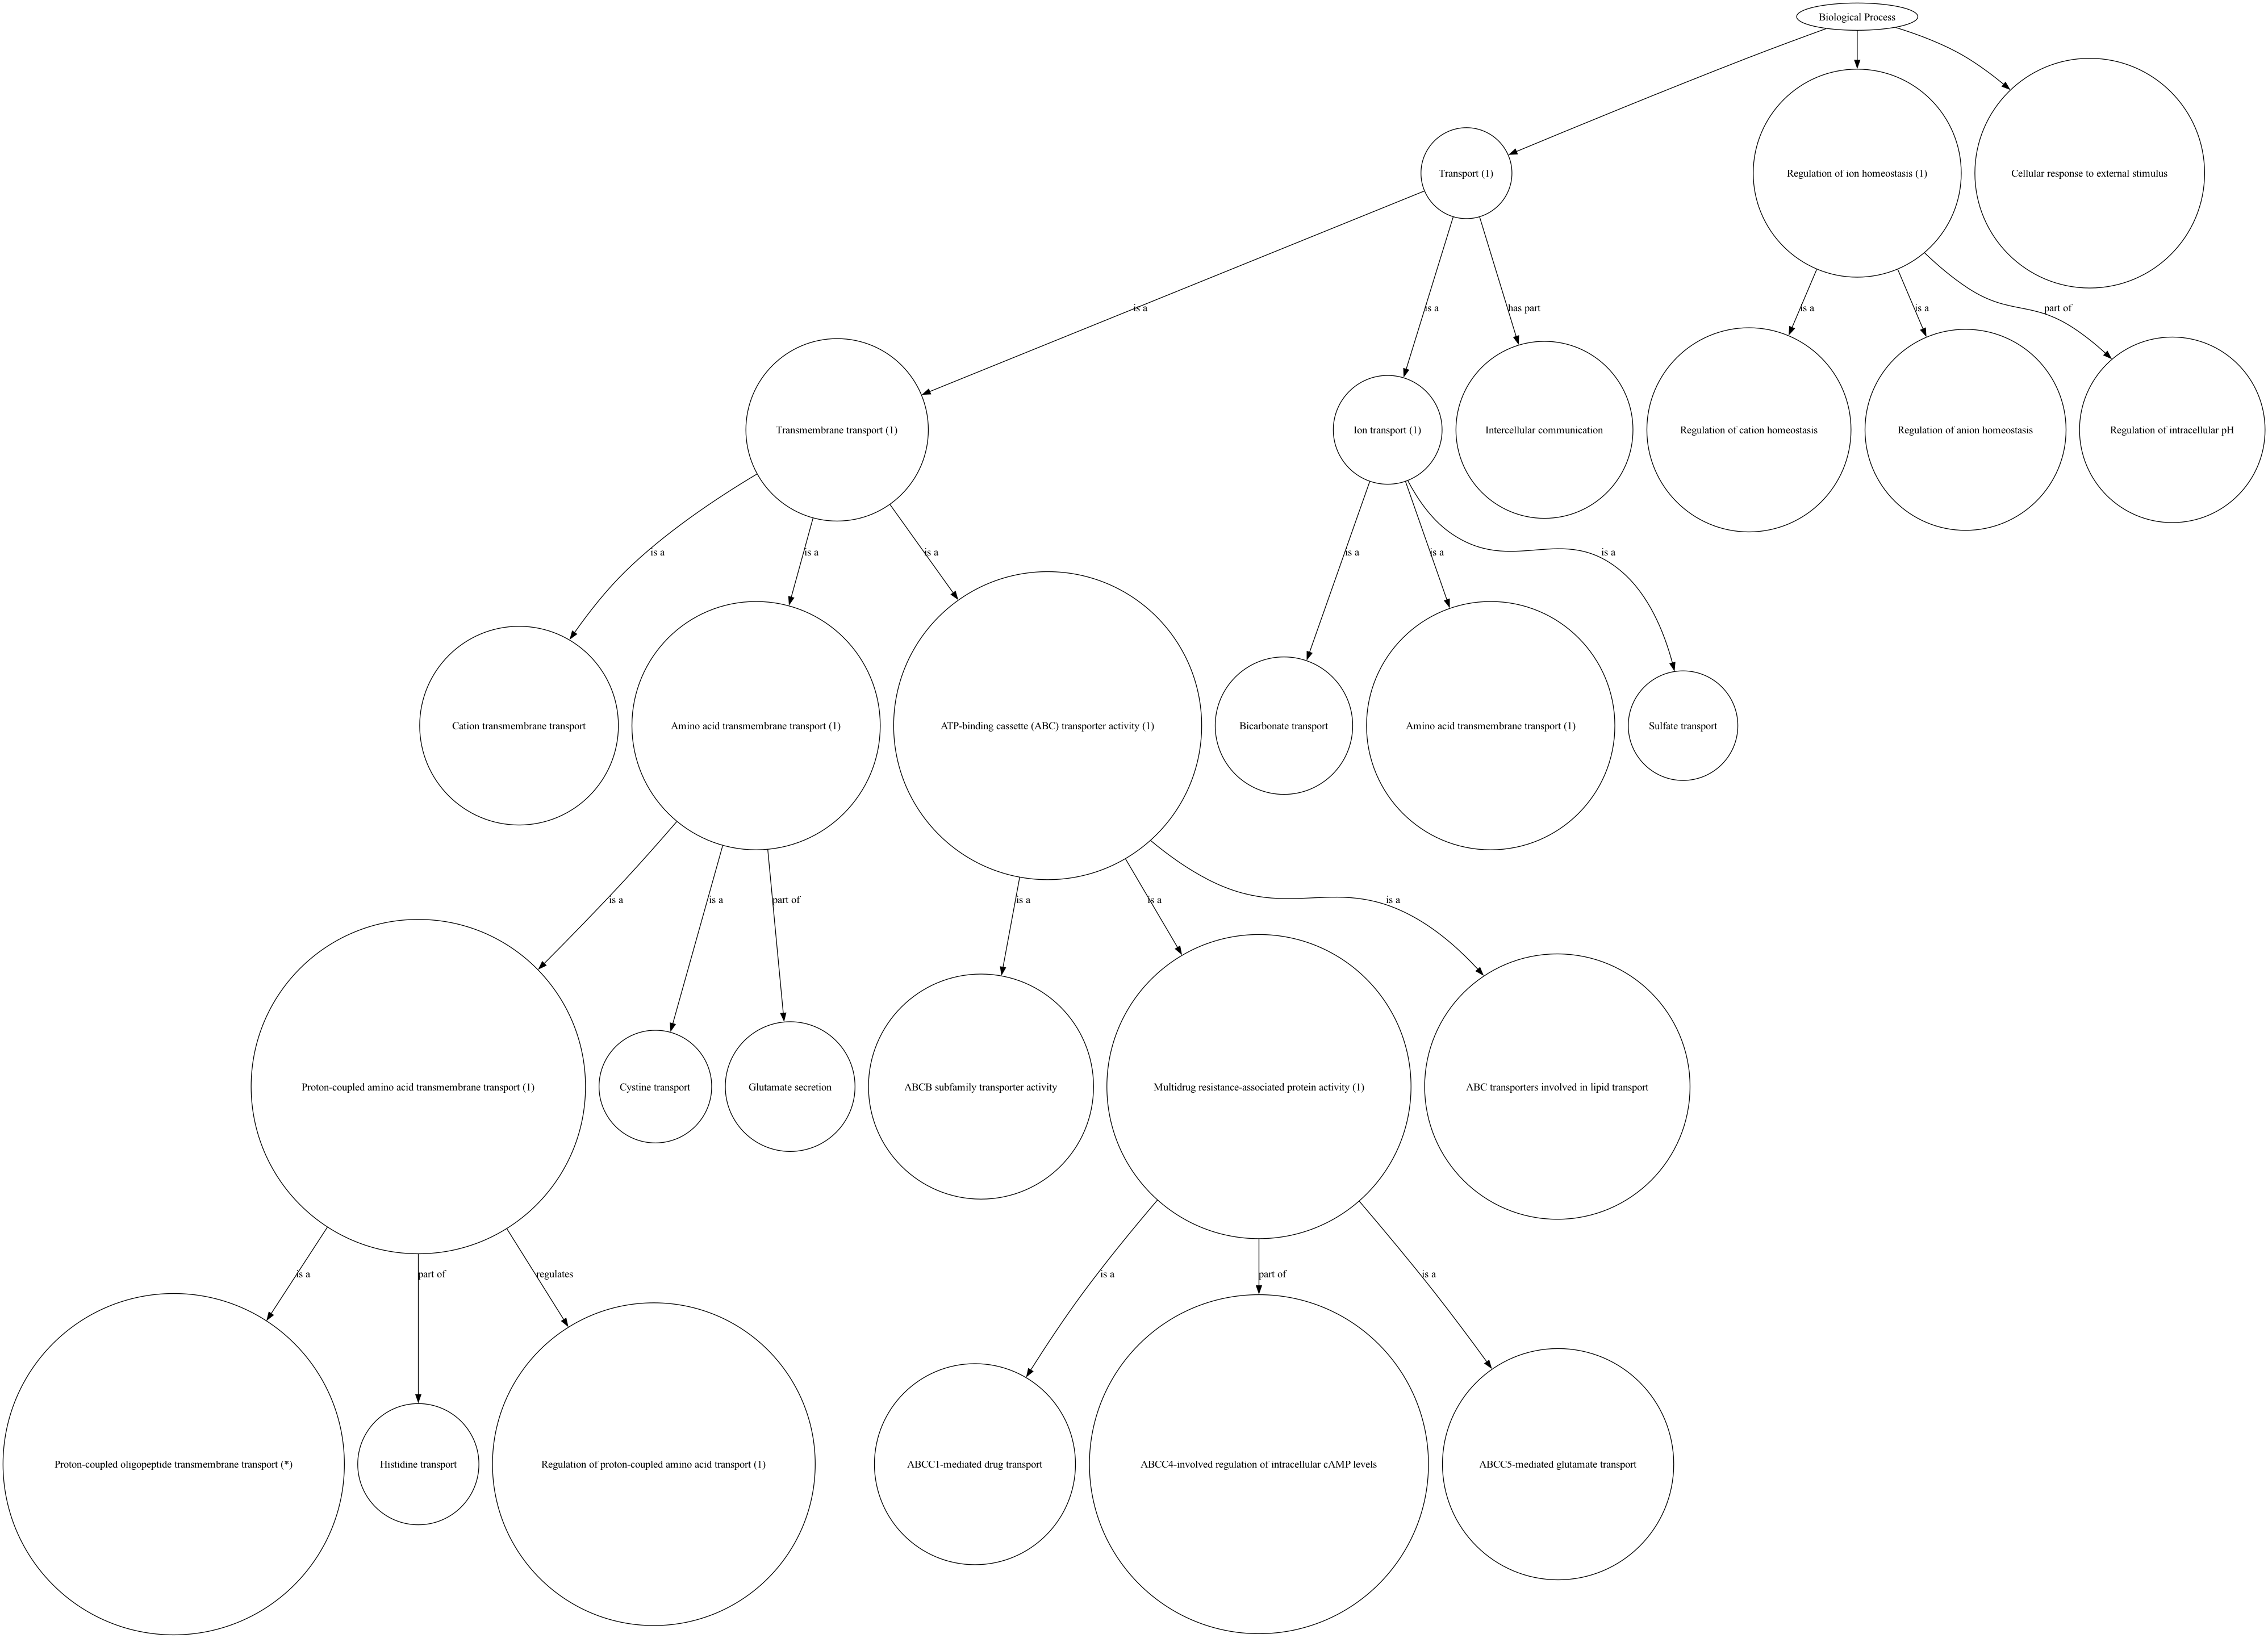 Biological Process
Transport (1)
Regulation of ion homeostasis (1)
Cellular response to external stimulus
is a
is a
has part
is a
is a
part of
Transmembrane transport (1)
Ion transport (1)
Intercellular communication
Regulation of cation homeostasis
Regulation of anion homeostasis
Regulation of intracellular pH
is a
is a
is a
is a
is a
is a
Cation transmembrane transport
Amino acid transmembrane transport (1)
ATP-binding cassette (ABC) transporter activity (1)
Bicarbonate transport
Amino acid transmembrane transport (1)
Sulfate transport
is a
is a
part of
is a
is a
is a
Proton-coupled amino acid transmembrane transport (1)
Cystine transport
Glutamate secretion
ABCB subfamily transporter activity
Multidrug resistance-associated protein activity (1)
ABC transporters involved in lipid transport
is a
part of
regulates
is a
part of
is a
Proton-coupled oligopeptide transmembrane transport (*)
Histidine transport
Regulation of proton-coupled amino acid transport (1)
ABCC1-mediated drug transport
ABCC4-involved regulation of intracellular cAMP levels
ABCC5-mediated glutamate transport